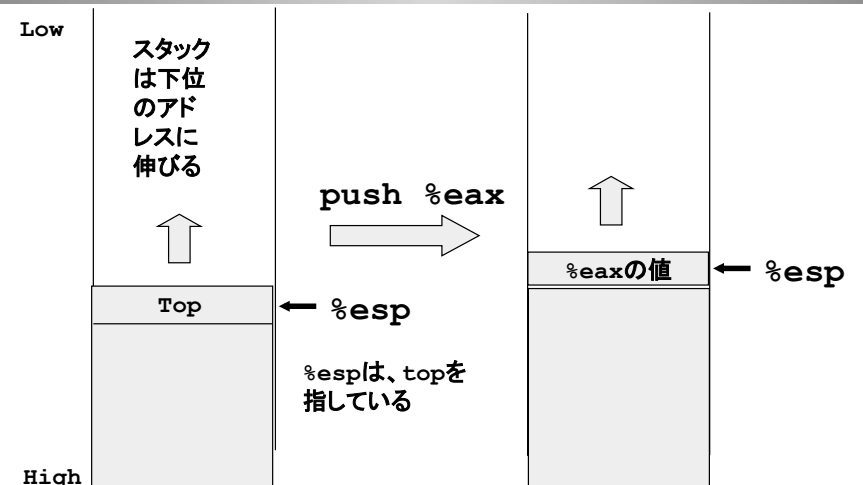 Low
スタック
は下位
のアド
レスに
伸びる
push %eax
Top
%esp
%espは、topを
指している
%eaxの値
%esp
High